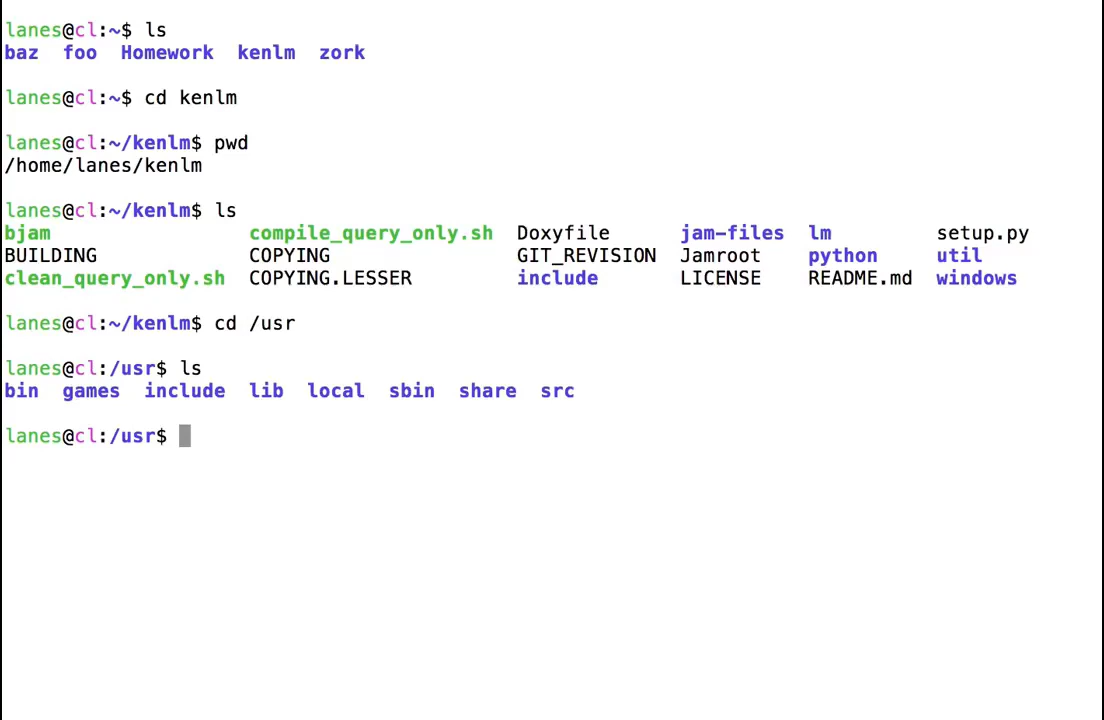 lanes@cl:~$ ls
baz  foo  Homework  kenlm  zork
lanes@cl:~$ cd kenlm
lanes@cl:~/kenlm$ pwd
/home/lanes/kenlm
lanes@cl:~/kenlm$ ls
bjam                 compile_query_only.sh  Doxyfile      jam-files  lm         setup.py
BUILDING             COPYING                GIT_REVISION  Jamroot    python     util
clean_query_only.sh  COPYING.LESSER         include       LICENSE    README.md  windows
lanes@cl:~/kenlm$ cd /usr
lanes@cl:/usr$ ls
bin  games  include  lib  local  sbin  share  src
lanes@cl:/usr$